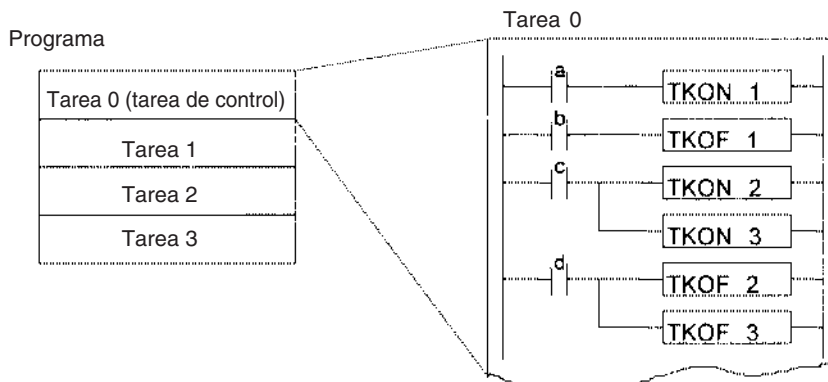 Programa
Tarea 0 (tarea de control)
Tarea 1
Tarea 2
Tarea 3
Tarea 0
a
TKON 1
b
TKOF 1
c
TKON 2
TKON 3
d
TKOF 2
TKOF 3